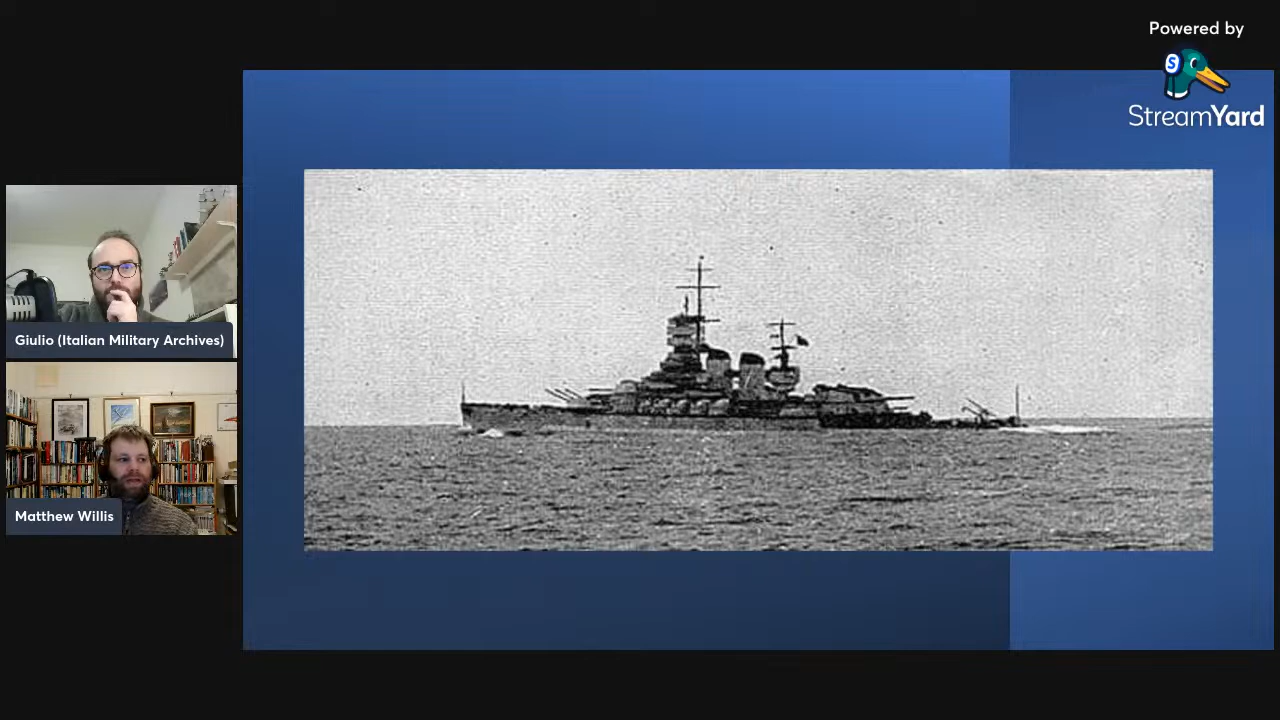 Powered by
S
StreamYard
Giulio (Italian Military Archives)
Matthew Willis